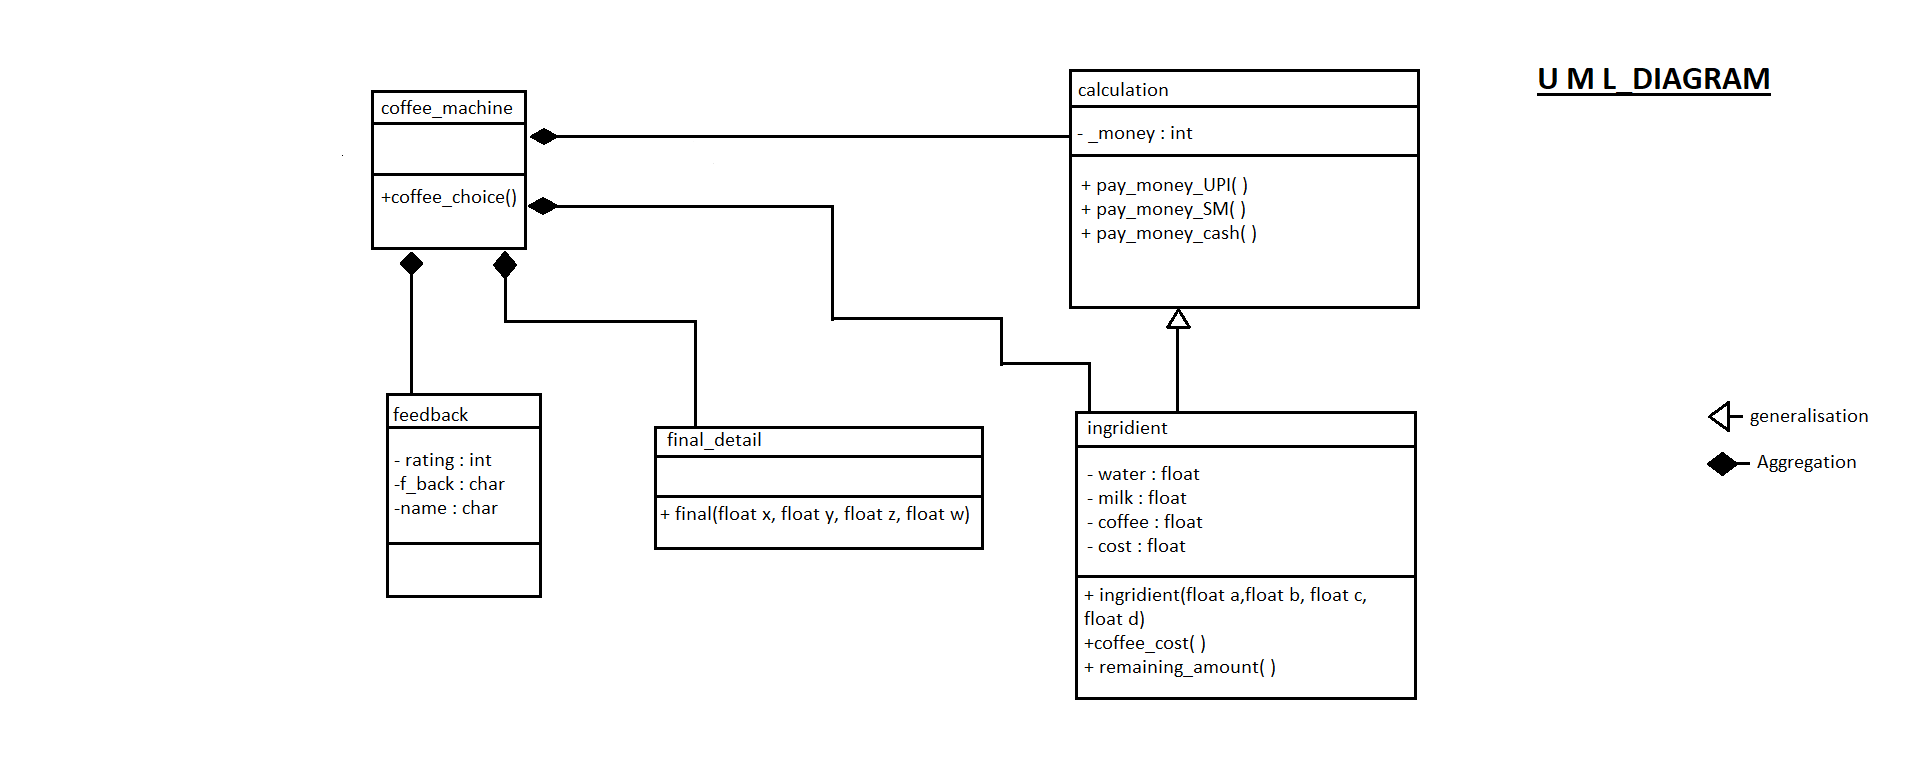 U M L_DIAGRAM
coffee_machine
+coffee_choice()
calculation
- _money : int
+ pay_money_UPI( )
+ pay_money_SM( )
+ pay_money_cash( )
feedback
- rating : int
-f_back : char
-name : char
final_detail
+ final(float x, float y, float z, float w)
ingridient
- water : float
- milk : float
- coffee : float
- cost : float
+ ingridient(float a,float b, float c,
float d)
+coffee_cost( )
+ remaining_amount( )
generalisation
Aggregation